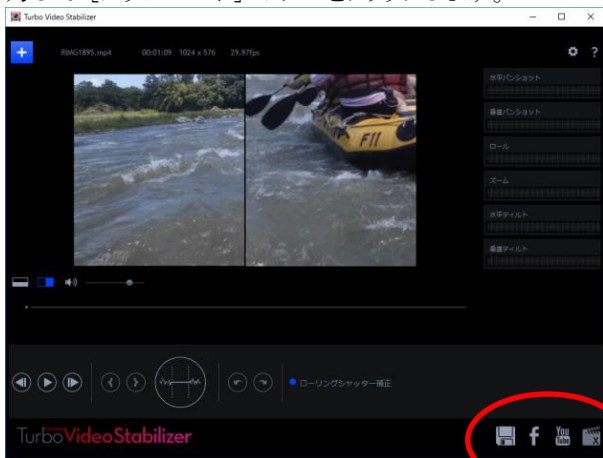 Turbo Video Stabilizer
RIMG1895.mp4 00:01:09 1024 x 576 29.97fps
?
F11
水平パンショット
垂直パンショット
ロール
ズーム
水平ティルト
垂直ティルト
ローリングシャッター補正
TurboVideoStabilizer
f
You
Tube
X